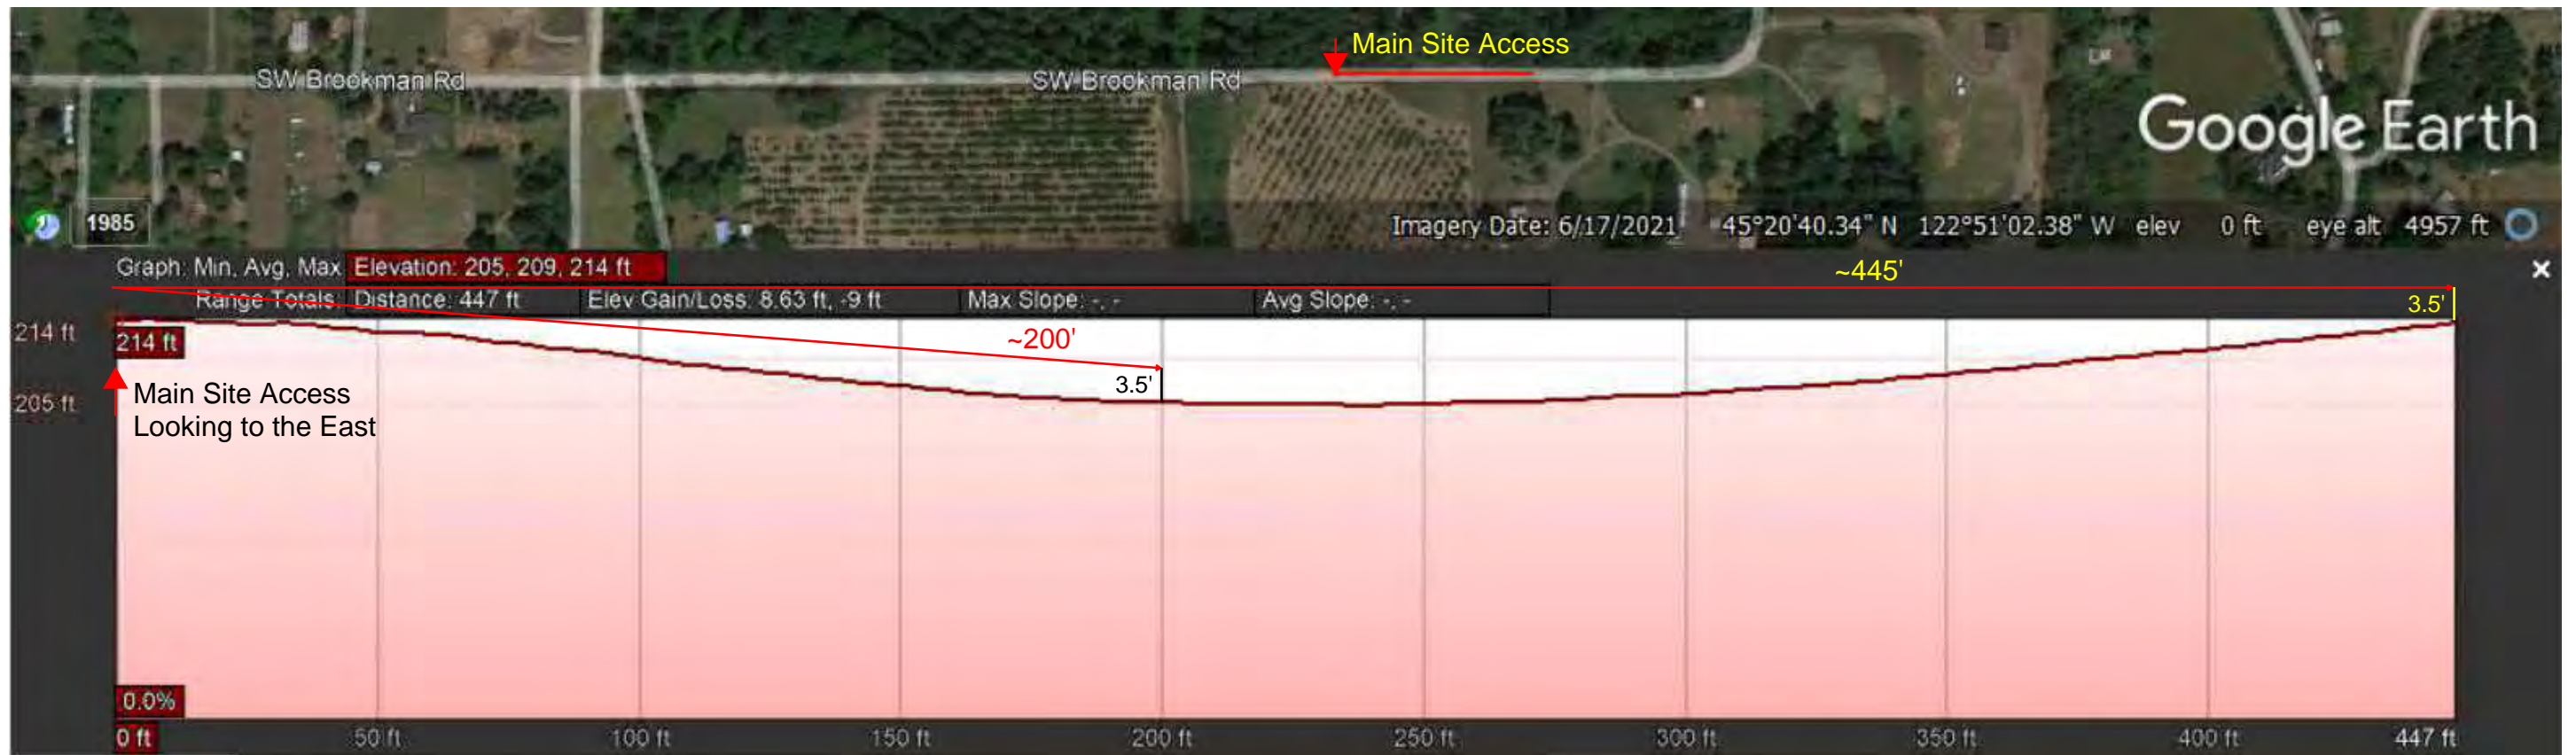 Main Site Access
SW Brookman Rd
SW Brookman Rd
Google Earth
1985
Imagery Date: 6/17/2021 45°20'40.34" N 122°51'02.38" W elev 0 ft eye alt 4957 ft
Graph: Min, Avg, Max Elevation: 205, 209, 214 ft
~445'
Range Totals: Distance: 447 ft Elev Gain/Loss: 8.63 ft, -9 ft Max Slope: -, - Avg Slope: -, -
3.5'
214 ft
214 ft
~200'
3.5'
205 ft
Main Site Access
Looking to the East
0.0%
0 ft 50 ft 100 ft 150 ft 200 ft 250 ft 300 ft 350 ft 400 ft 447 ft